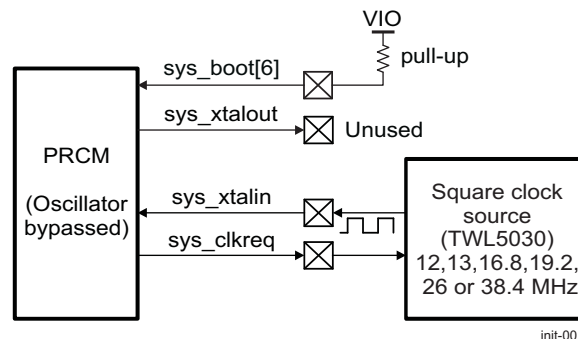 VIO
pull-up
sys_boot[6]
sys_xtalout
Unused
PRCM
(Oscillator
bypassed)
sys_xtalin
sys_clkreq
Square clock
source
(TWL5030)
12,13,16.8,19.2,
26 or 38.4 MHz
init-00